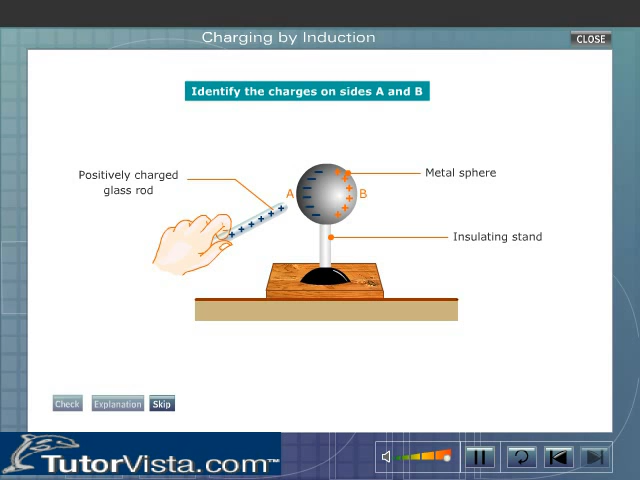 Charging by Induction
CLOSE
Identify the charges on sides A and B
Positively charged
glass rod
A
B
Metal sphere
Insulating stand
Check
Explanation
Skip
TutorVista.com™